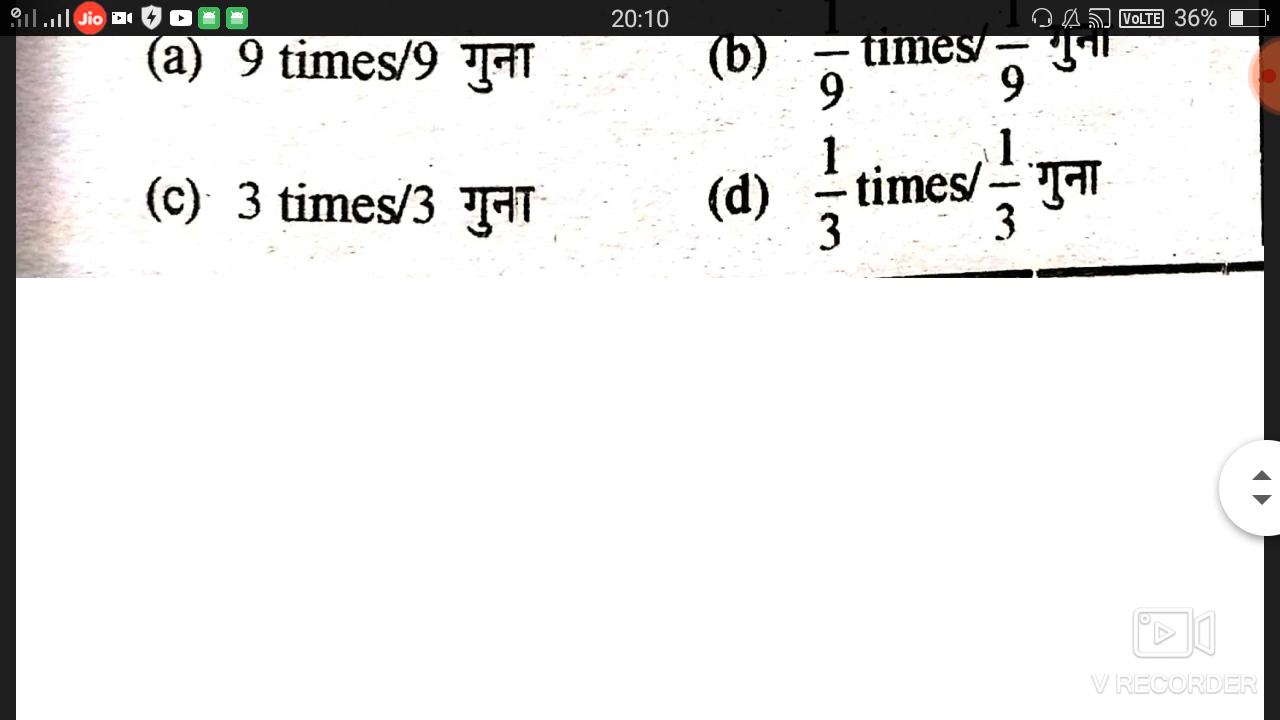 Jio 20:10 VoLTE 36%
(a) 9 times/9 गुना (b) 1/9 times/ 1/9 गुना
(c) 3 times/3 गुना (d) 1/3 times/ 1/3 गुना
V RECORDER